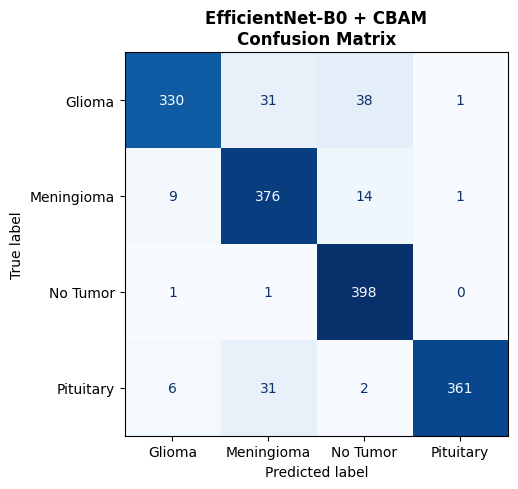 EfficientNet-B0 + CBAM
Confusion Matrix
True label
Glioma 330 31 38 1
Meningioma 9 376 14 1
No Tumor 1 1 398 0
Pituitary 6 31 2 361
Glioma Meningioma No Tumor Pituitary
Predicted label